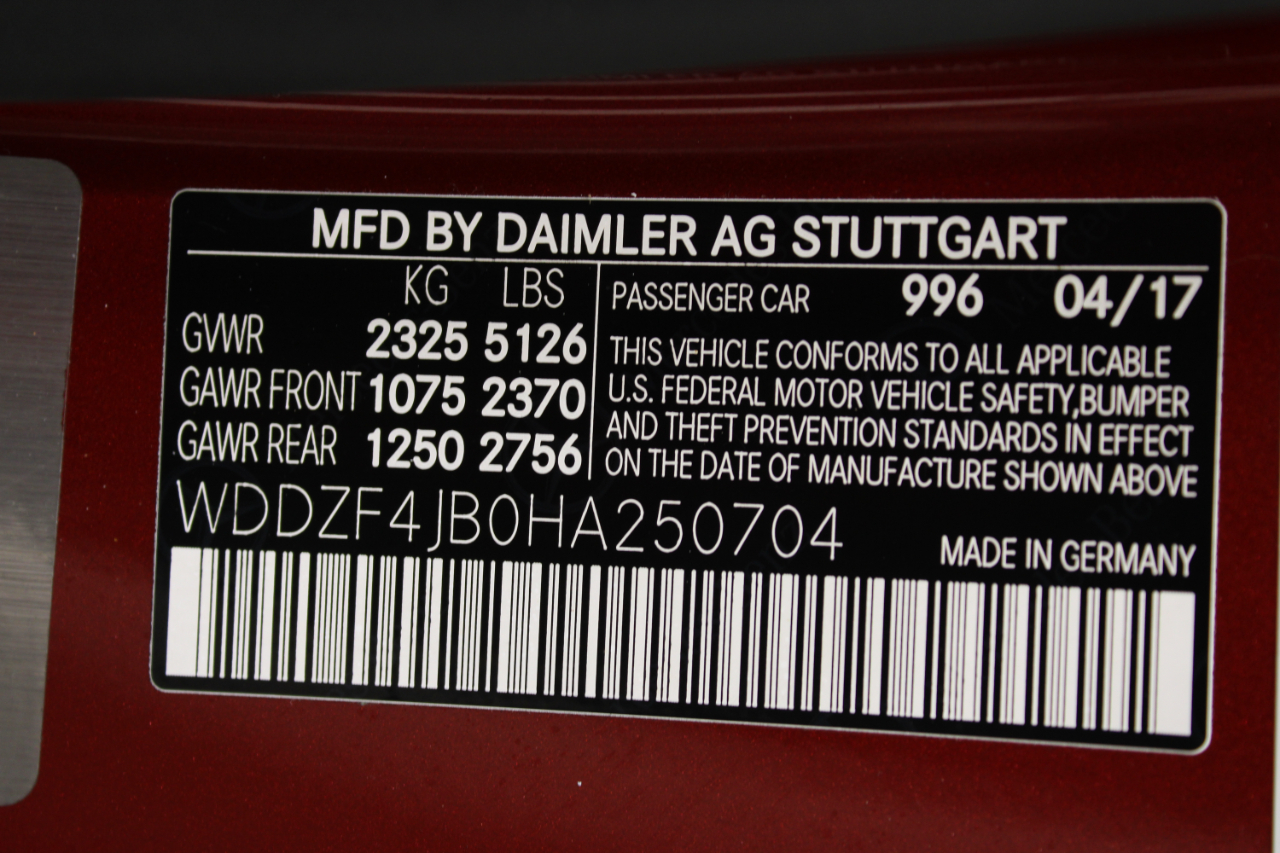 MFD BY DAIMLER AG STUTTGART
KG LBS
GVWR 2325 5126
GAWR FRONT 1075 2370
GAWR REAR 1250 2756
PASSENGER CAR 996 04/17
THIS VEHICLE CONFORMS TO ALL APPLICABLE
U.S. FEDERAL MOTOR VEHICLE SAFETY,BUMPER
AND THEFT PREVENTION STANDARDS IN EFFECT
ON THE DATE OF MANUFACTURE SHOWN ABOVE
WDDZF4JB0HA250704
MADE IN GERMANY